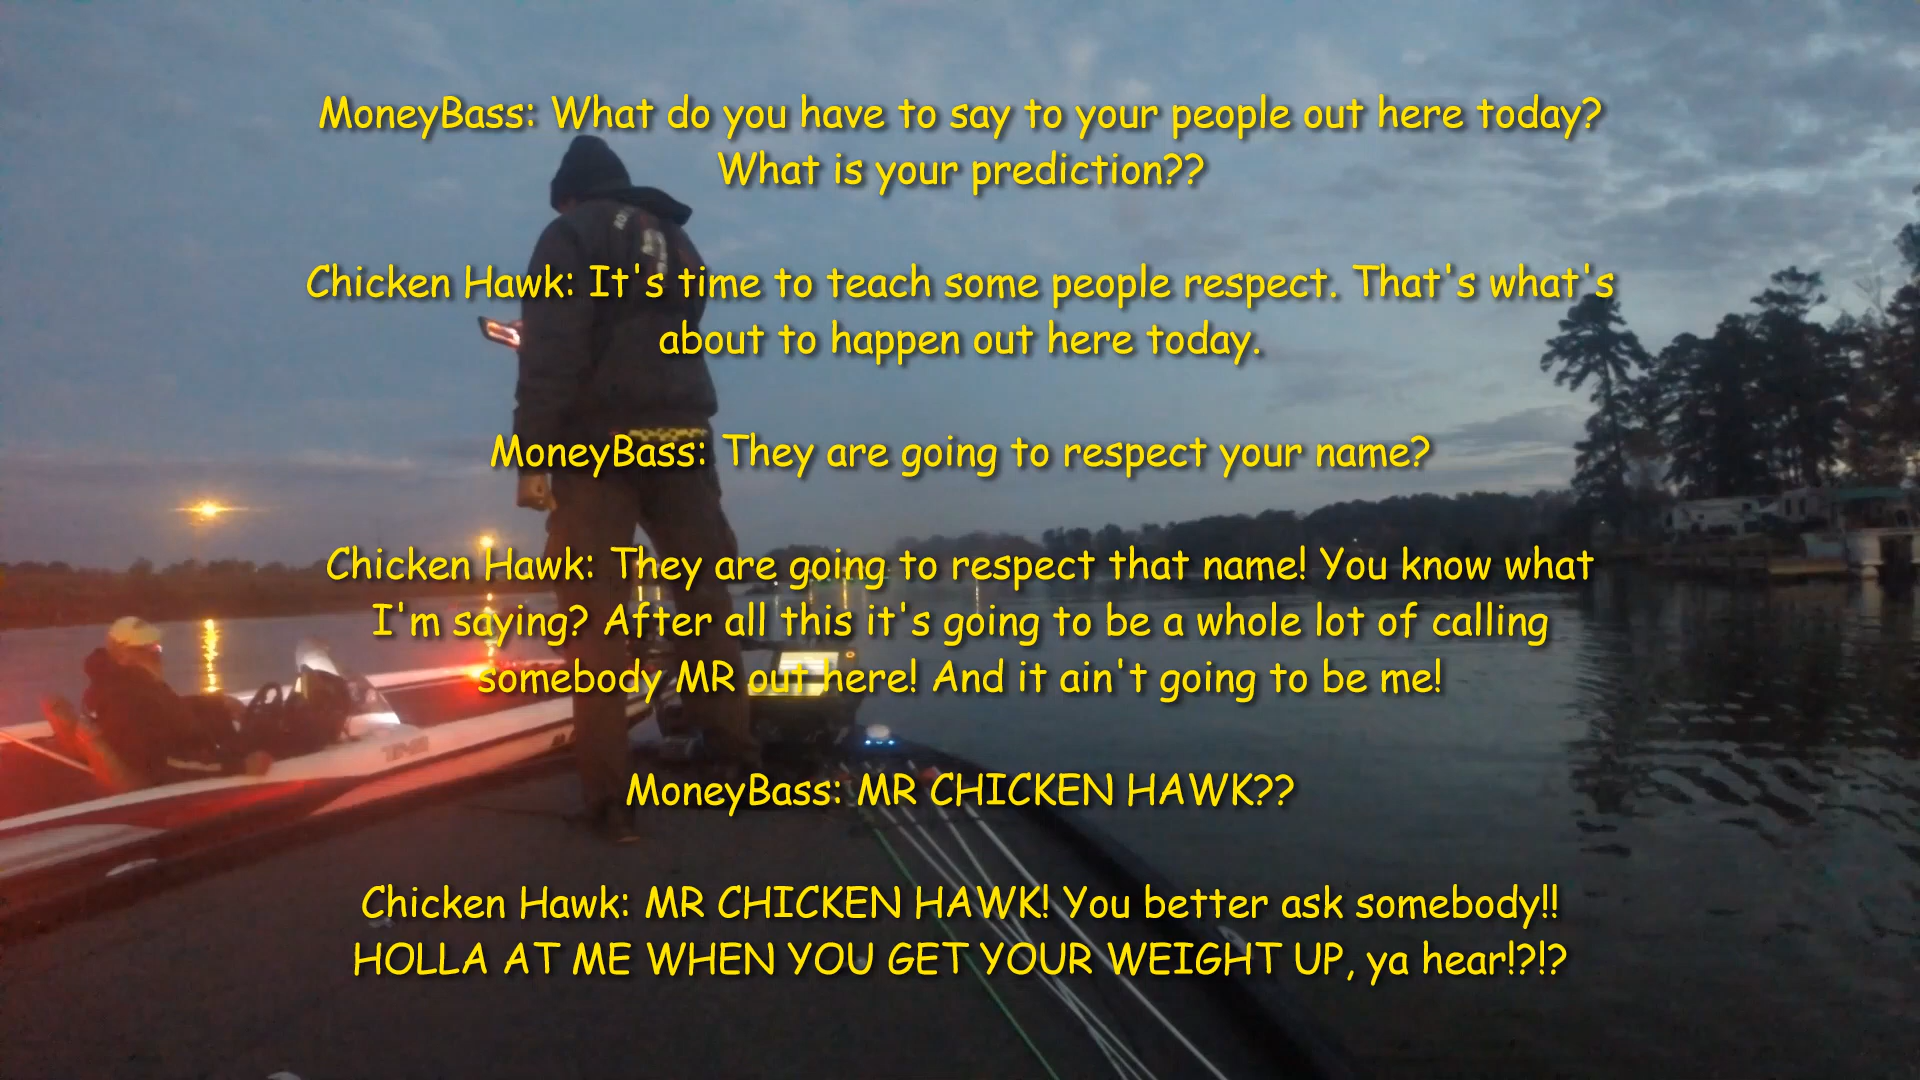 MoneyBass: What do you have to say to your people out here today?
What is your prediction??
Chicken Hawk: It's time to teach some people respect. That's what's
about to happen out here today.
MoneyBass: They are going to respect your name?
Chicken Hawk: They are going to respect that name! You know what
I'm saying? After all this it's going to be a whole lot of calling
somebody MR out here! And it ain't going to be me!
MoneyBass: MR CHICKEN HAWK??
Chicken Hawk: MR CHICKEN HAWK! You better ask somebody!!
HOLLA AT ME WHEN YOU GET YOUR WEIGHT UP, ya hear!?!?